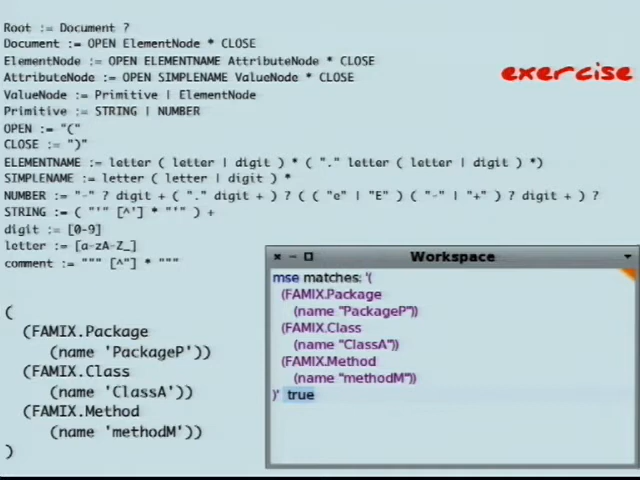 Root := Document ?
Document := OPEN ElementNode * CLOSE
ElementNode := OPEN ELEMENTNAME AttributeNode * CLOSE
AttributeNode := OPEN SIMPLENAME ValueNode * CLOSE
ValueNode := Primitive | ElementNode
Primitive := STRING | NUMBER
OPEN := "("
CLOSE := ")"
ELEMENTNAME := letter ( letter | digit ) * ( "." letter ( letter | digit ) *)
SIMPLENAME := letter ( letter | digit ) *
NUMBER := "-" ? digit + ( "." digit + ) ? ( ( "e" | "E" ) ( "-" | "+" ) ? digit + ) ?
STRING := ( "'" [^'] * "'" ) +
digit := [0-9]
letter := [a-zA-Z_]
comment := """ [^"] * """
exercise
(
(FAMIX.Package
(name 'PackageP'))
(FAMIX.Class
(name 'ClassA'))
(FAMIX.Method
(name 'methodM'))
)
Workspace
mse matches: '(
(FAMIX.Package
(name ''PackageP''))
(FAMIX.Class
(name ''ClassA''))
(FAMIX.Method
(name ''methodM''))
)' true